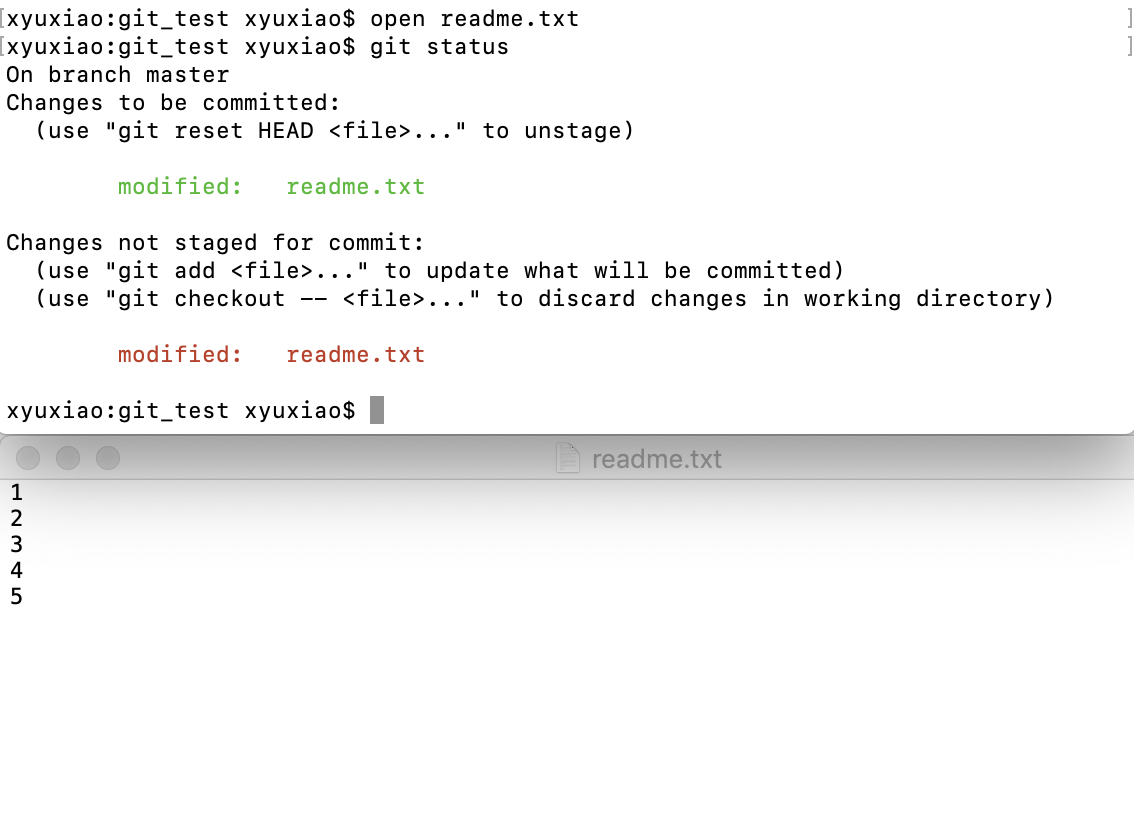 [xyuxiao:git_test xyuxiao$ open readme.txt ]
[xyuxiao:git_test xyuxiao$ git status ]
On branch master
Changes to be committed:
  (use "git reset HEAD <file>..." to unstage)
        modified:   readme.txt
Changes not staged for commit:
  (use "git add <file>..." to update what will be committed)
  (use "git checkout -- <file>..." to discard changes in working directory)
        modified:   readme.txt
xyuxiao:git_test xyuxiao$
readme.txt
1
2
3
4
5